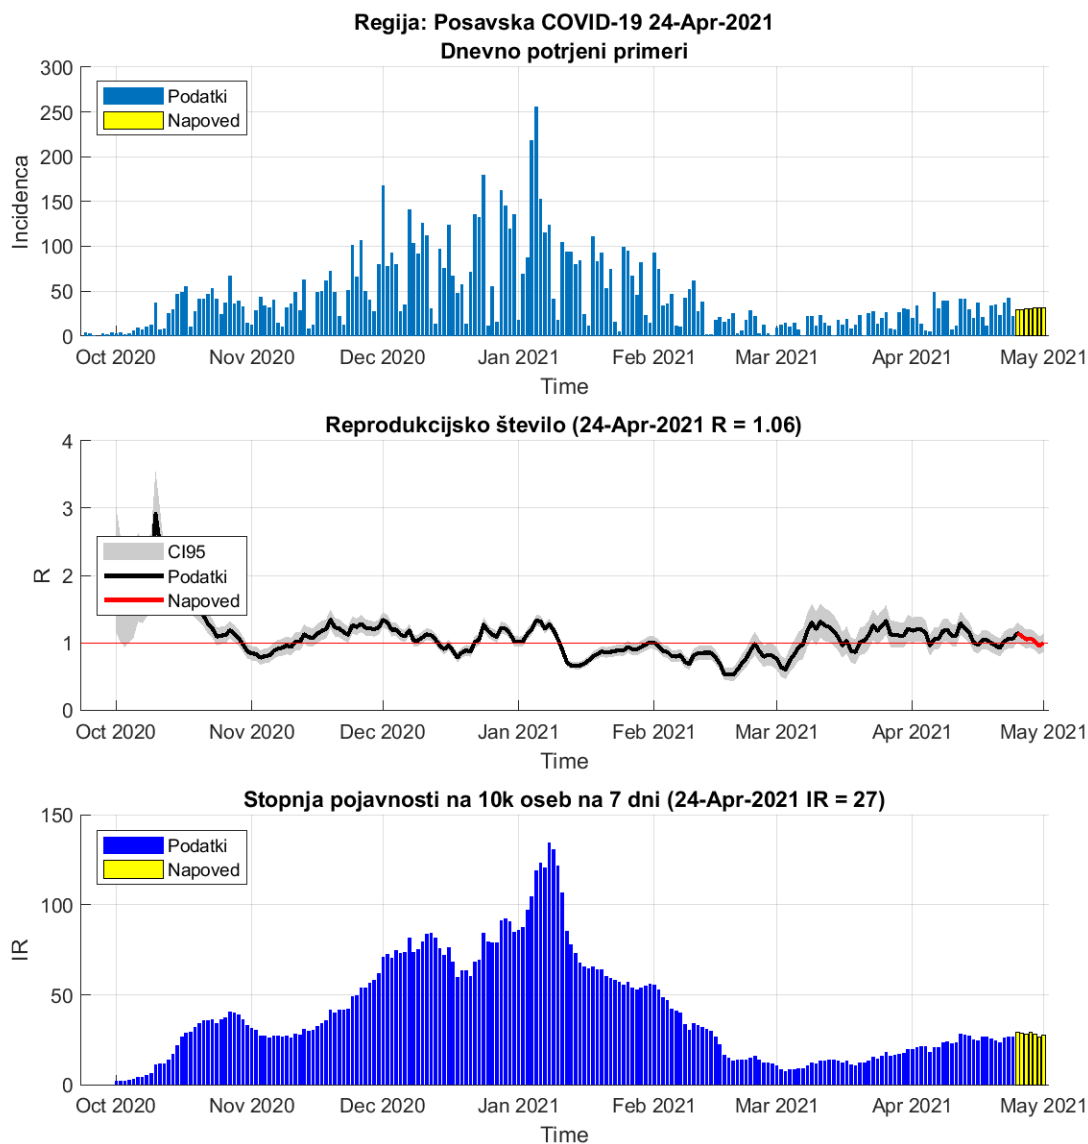 Regija: Posavska COVID-19 24-Apr-2021
Dnevno potrjeni primeri
300
250
200
150
100
50
0
Incidenca
Podatki
Napoved
Oct 2020 Nov 2020 Dec 2020 Jan 2021 Feb 2021 Mar 2021 Apr 2021 May 2021
Time
Reprodukcijsko število (24-Apr-2021 R = 1.06)
4
3
2
1
0
R
CI95
Podatki
Napoved
Oct 2020 Nov 2020 Dec 2020 Jan 2021 Feb 2021 Mar 2021 Apr 2021 May 2021
Time
Stopnja pojavnosti na 10k oseb na 7 dni (24-Apr-2021 IR = 27)
150
100
50
0
IR
Podatki
Napoved
Oct 2020 Nov 2020 Dec 2020 Jan 2021 Feb 2021 Mar 2021 Apr 2021 May 2021
Time